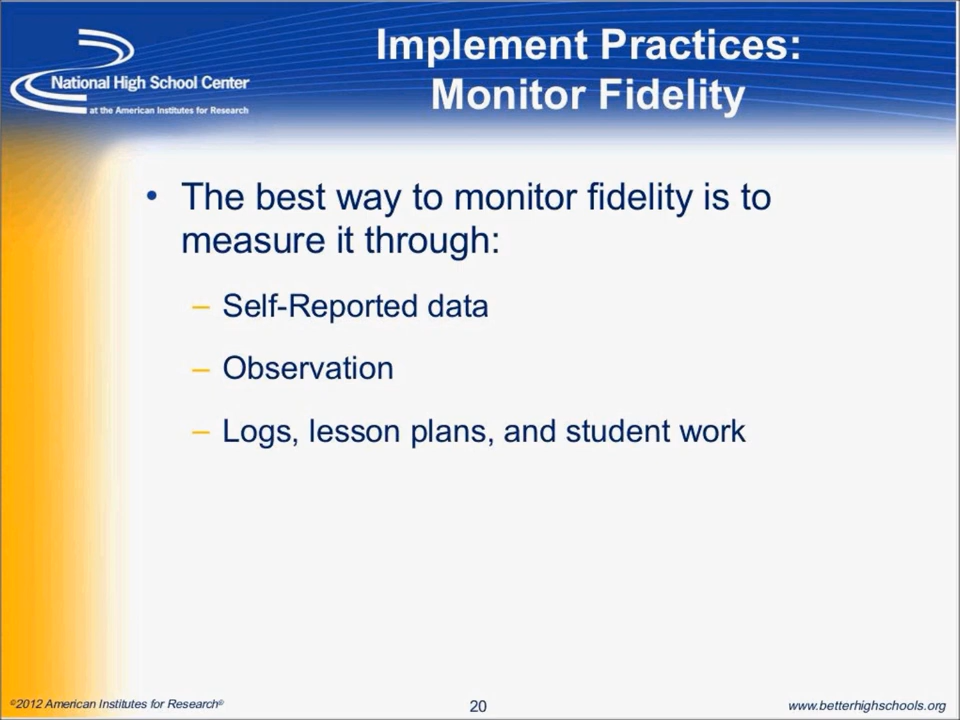 National High School Center
at the American Institutes for Research
Implement Practices:
Monitor Fidelity
• The best way to monitor fidelity is to
measure it through:
– Self-Reported data
– Observation
– Logs, lesson plans, and student work
©2012 American Institutes for Research®
20
www.betterhighschools.org